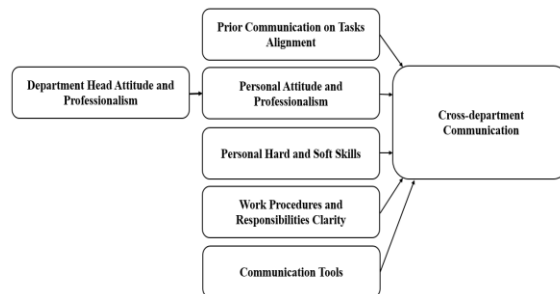 Prior Communication on Tasks
Alignment
Department Head Attitude and
Professionalism
Personal Attitude and
Professionalism
Cross-department
Communication
Personal Hard and Soft Skills
Work Procedures and
Responsibilities Clarity
Communication Tools